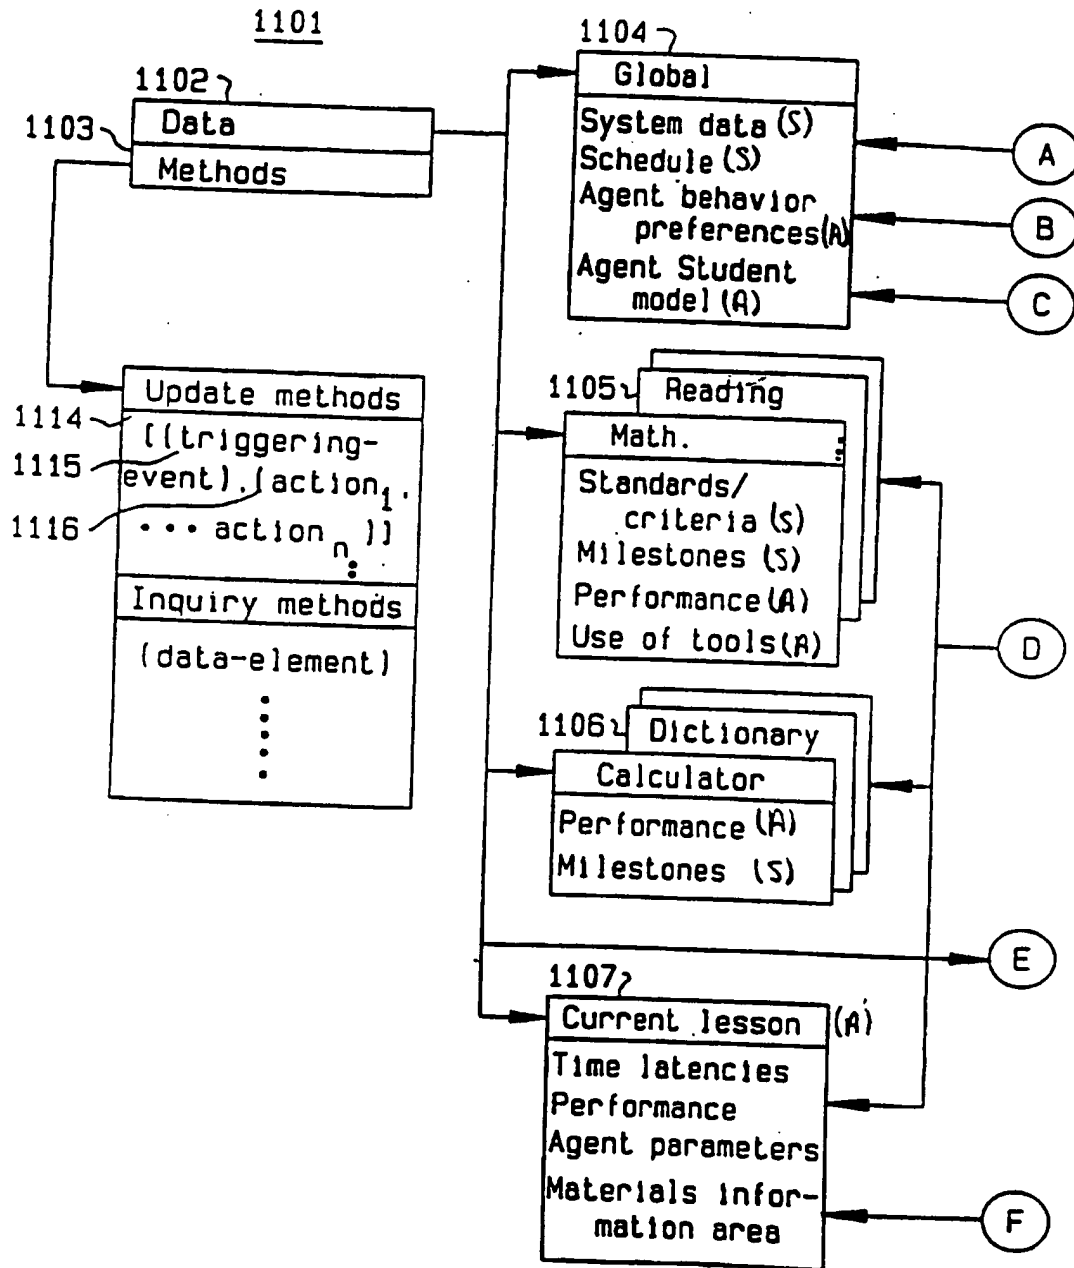 1101
1102
Data
1103
Methods
1104
Global
System data (S)
Schedule (S)
Agent behavior
preferences (A)
Agent Student
model (A)
A
B
C
Update methods
1114
[(triggering-
1115
event).(action1.
1116
••• action n )]
Inquiry methods
(data-element)
1105
Reading
Math.
Standards/
criteria (S)
Milestones (S)
Performance (A)
Use of tools (A)
D
1106
Dictionary
Calculator
Performance (A)
Milestones (S)
E
1107
Current lesson (A)
Time latencies
Performance
Agent parameters
Materials infor-
mation area
F